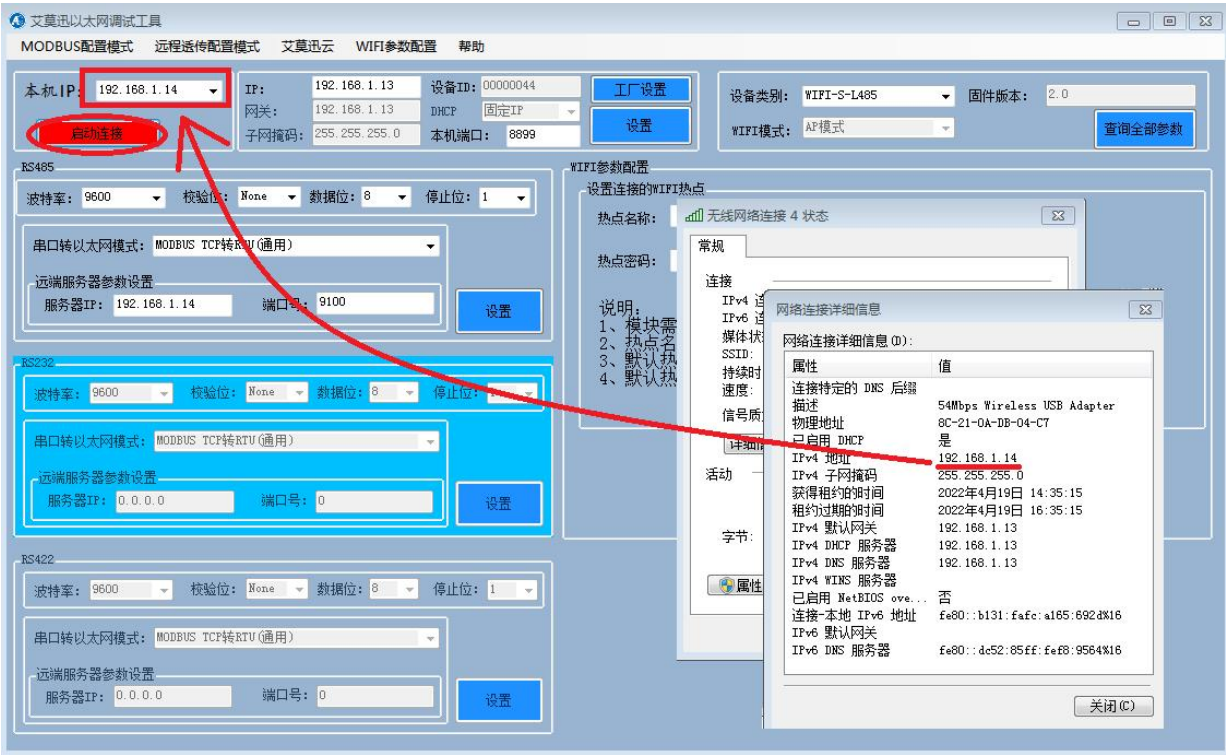 艾莫迅以太网调试工具
MODBUS配置模式 远程透传配置模式 艾莫迅云 WIFI参数配置 帮助
本机IP: 192.168.1.14
启动连接
IP: 192.168.1.13 设备ID: 00000044 工厂设置
网关: 192.168.1.13 DHCP 固定IP
子网掩码: 255.255.255.0 本机端口: 8899 设置
设备类别: WIFI-S-L485 固件版本: 2.0
WIFI模式: AP模式 查询全部参数
RS485
波特率: 9600 校验位: None 数据位: 8 停止位: 1
串口转以太网模式: MODBUS TCP转RTU(通用)
远端服务器参数设置
服务器IP: 192.168.1.14 端口号: 9100 设置
RS232
波特率: 9600 校验位: None 数据位: 8 停止位:
串口转以太网模式: MODBUS TCP转RTU(通用)
远端服务器参数设置
服务器IP: 0.0.0.0 端口号: 0 设置
RS422
波特率: 9600 校验位: None 数据位: 8 停止位: 1
串口转以太网模式: MODBUS TCP转RTU(通用)
远端服务器参数设置
服务器IP: 0.0.0.0 端口号: 0 设置
WIFI参数配置
设置连接的WIFI热点
热点名称:
热点密码:
说明:
1、模块需
2、热点名
3、默认热
4、默认热
无线网络连接 4 状态
常规
连接
IPv4 连
IPv6 连
媒体状
SSID:
持续时
速度:
信号质
详细信
活动
字节:
属性
网络连接详细信息
网络连接详细信息(D):
属性 值
连接特定的 DNS 后缀
描述 54Mbps Wireless USB Adapter
物理地址 8C-21-0A-DB-04-C7
已启用 DHCP 是
IPv4 地址 192.168.1.14
IPv4 子网掩码 255.255.255.0
获得租约的时间 2022年4月19日 14:35:15
租约过期的时间 2022年4月19日 16:35:15
IPv4 默认网关 192.168.1.13
IPv4 DHCP 服务器 192.168.1.13
IPv4 DNS 服务器 192.168.1.13
IPv4 WINS 服务器
已启用 NetBIOS ove... 否
连接-本地 IPv6 地址 fe80::b131:fafc:a165:692d%16
IPv6 默认网关
IPv6 DNS 服务器 fe80::dc52:85ff:fef8:9564%16
关闭(C)